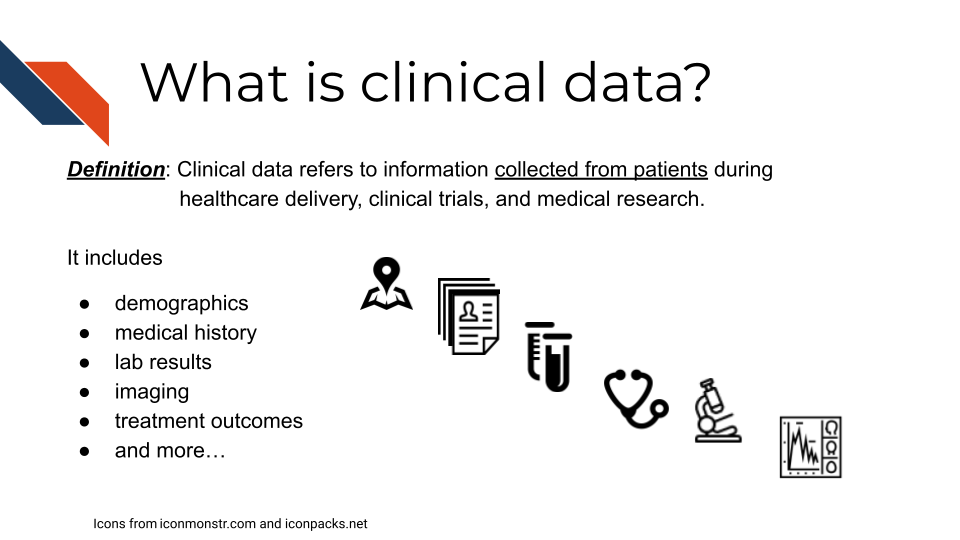 What is clinical data?
Definition: Clinical data refers to information collected from patients during
healthcare delivery, clinical trials, and medical research.
It includes
● demographics
● medical history
● lab results
● imaging
● treatment outcomes
● and more…
Icons from iconmonstr.com and iconpacks.net